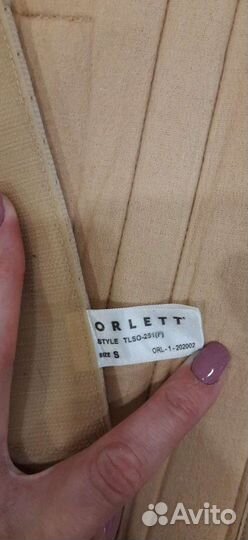 ORLETT
STYLE TLSO-251(P)
SIZE S ORL-1-202002
Avito